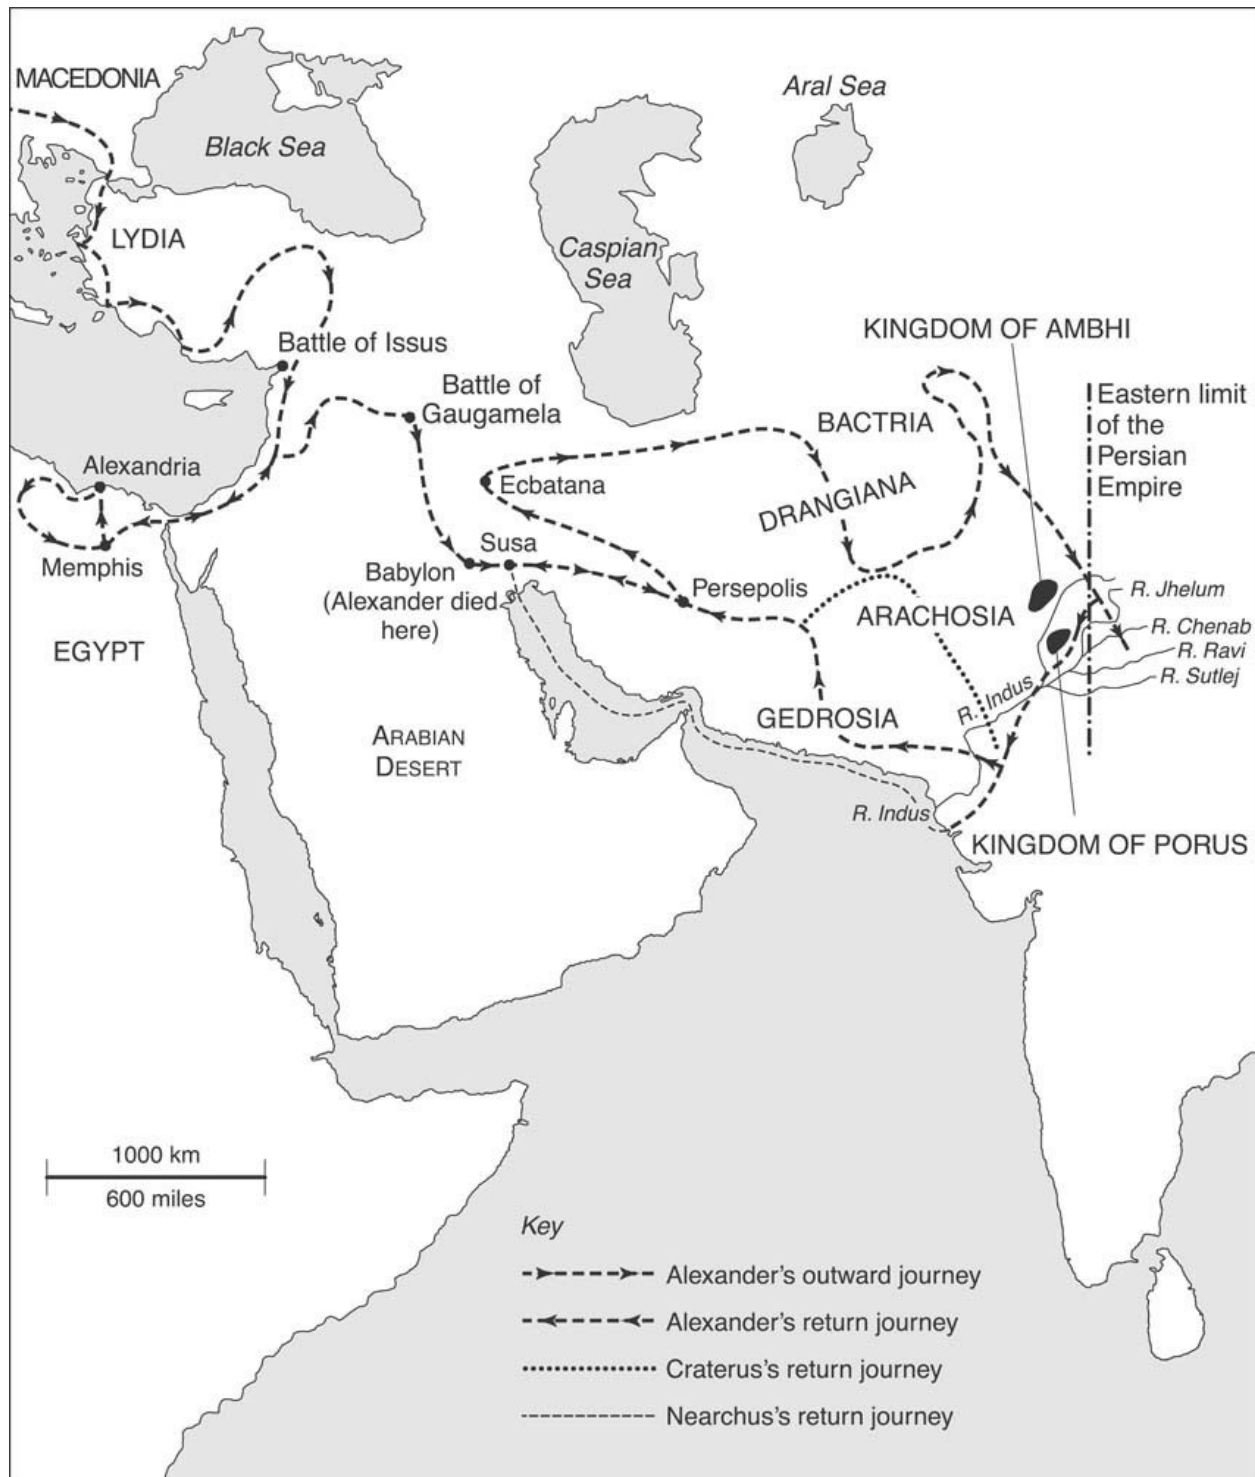 MACEDONIA
Aral Sea
Black Sea
LYDIA
Caspian
Sea
KINGDOM OF AMBHI
Battle of Issus
Battle of
Gaugamela
Eastern limit
of the
Persian
Empire
BACTRIA
Alexandria
Ecbatana
DRANGIANA
Susa
Memphis
Babylon
(Alexander died
here)
Persepolis
ARACHOSIA
R. Jhelum
R. Chenab
R. Ravi
R. Sutlej
EGYPT
R. Indus
GEDROSIA
ARABIAN
DESERT
R. Indus
KINGDOM OF PORUS
1000 km
600 miles
Key
Alexander's outward journey
Alexander's return journey
Craterus's return journey
Nearchus's return journey